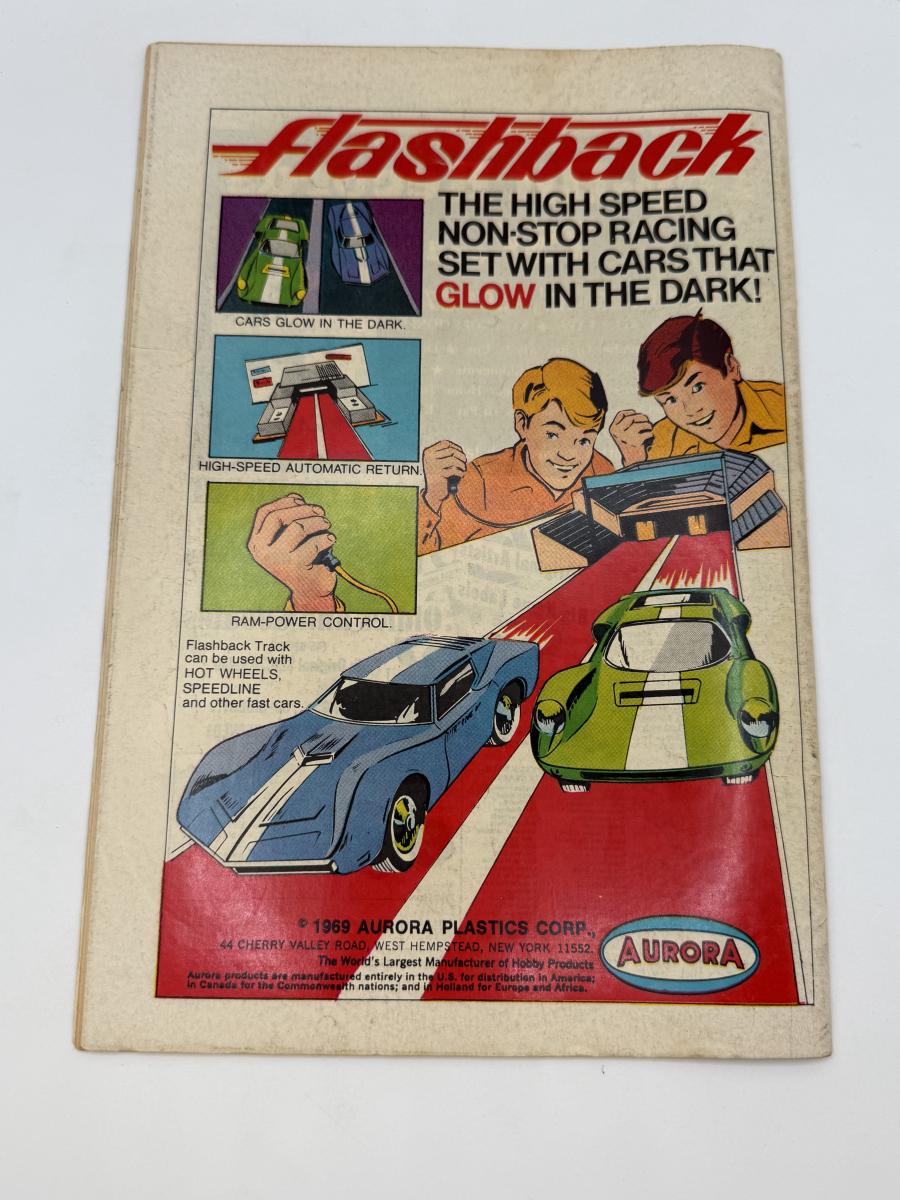 flashback
THE HIGH SPEED
NON-STOP RACING
SET WITH CARS THAT
GLOW IN THE DARK!
CARS GLOW IN THE DARK.
HIGH-SPEED AUTOMATIC RETURN.
RAM-POWER CONTROL.
Flashback Track
can be used with
HOT WHEELS,
SPEEDLINE
and other fast cars.
© 1969 AURORA PLASTICS CORP.,
44 CHERRY VALLEY ROAD, WEST HEMPSTEAD, NEW YORK 11552.
The World's Largest Manufacturer of Hobby Products
Aurora products are manufactured entirely in the U.S. for distribution in America;
in Canada for the Commonwealth nations; and in Holland for Europe and Africa.
AURORA